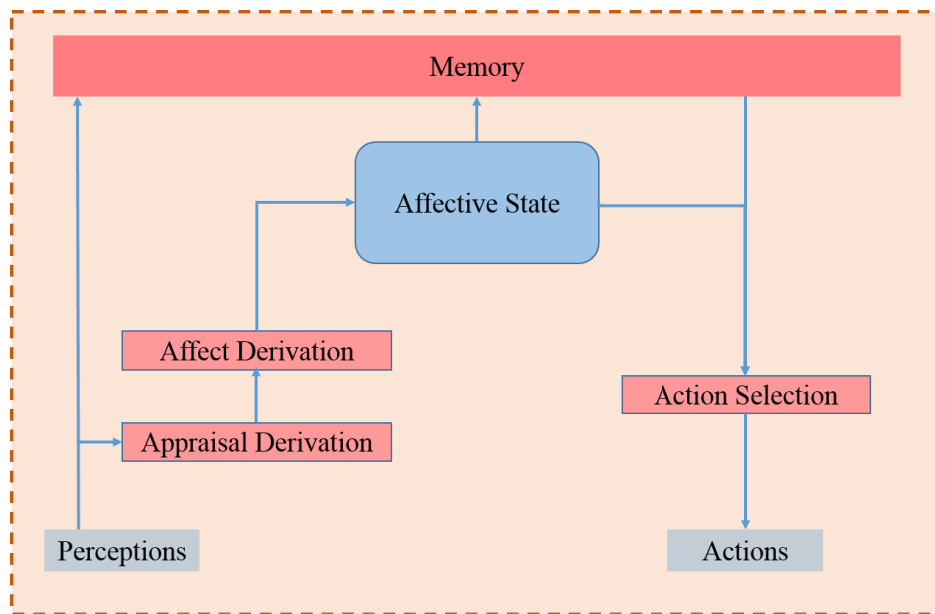 Memory
Affective State
Affect Derivation
Action Selection
Appraisal Derivation
Perceptions
Actions